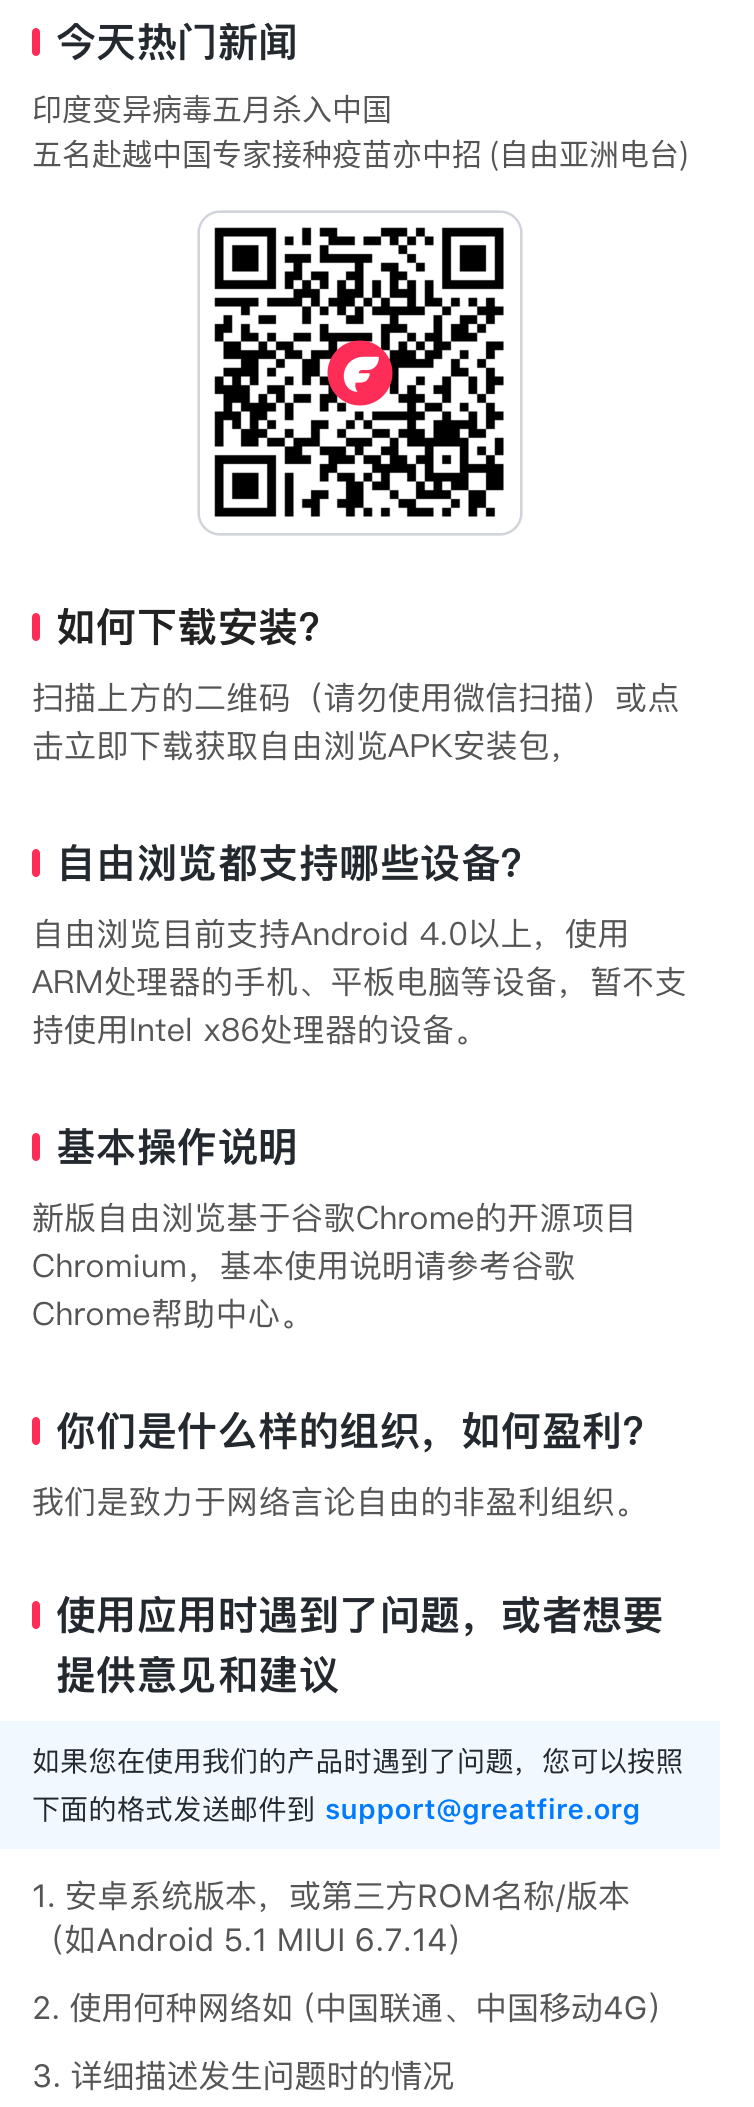 今天热门新闻
印度变异病毒五月杀入中国
五名赴越中国专家接种疫苗亦中招 (自由亚洲电台)
如何下载安装?
扫描上方的二维码（请勿使用微信扫描）或点
击立即下载获取自由浏览APK安装包，
自由浏览都支持哪些设备?
自由浏览目前支持Android 4.0以上，使用
ARM处理器的手机、平板电脑等设备，暂不支
持使用Intel x86处理器的设备。
基本操作说明
新版自由浏览基于谷歌Chrome的开源项目
Chromium，基本使用说明请参考谷歌
Chrome帮助中心。
你们是什么样的组织，如何盈利?
我们是致力于网络言论自由的非盈利组织。
使用应用时遇到了问题，或者想要
提供意见和建议
如果您在使用我们的产品时遇到了问题，您可以按照
下面的格式发送邮件到 support@greatfire.org
1. 安卓系统版本，或第三方ROM名称/版本
（如Android 5.1 MIUI 6.7.14）
2. 使用何种网络如 (中国联通、中国移动4G）
3. 详细描述发生问题时的情况